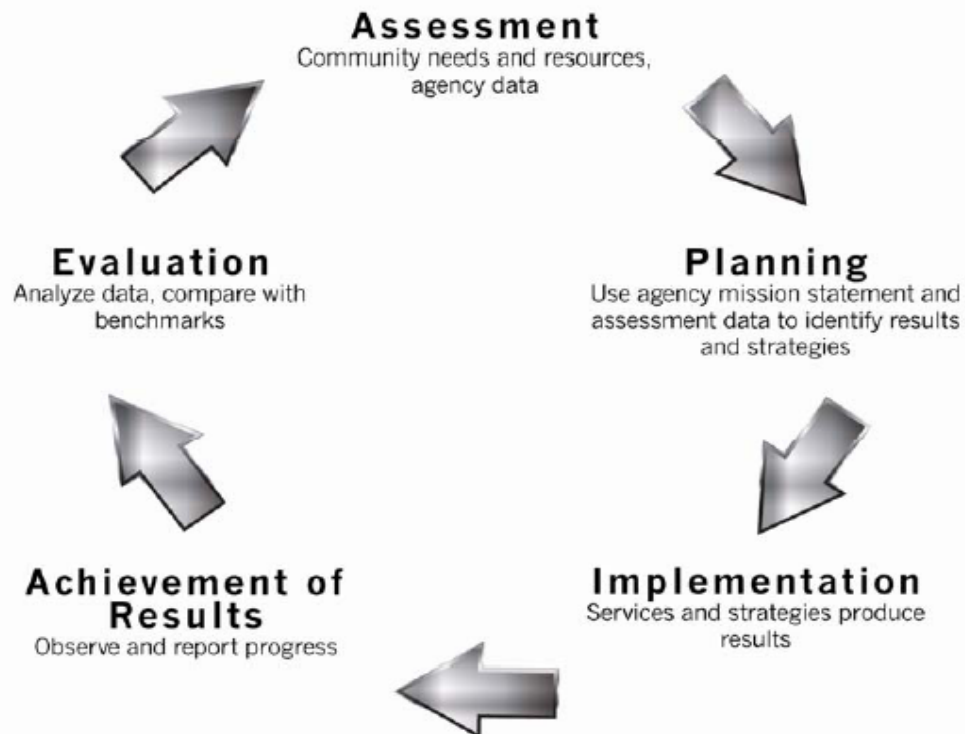 Assessment
Community needs and resources,
agency data
Planning
Use agency mission statement and
assessment data to identify results
and strategies
Implementation
Services and strategies produce
results
Achievement of
Results
Observe and report progress
Evaluation
Analyze data, compare with
benchmarks